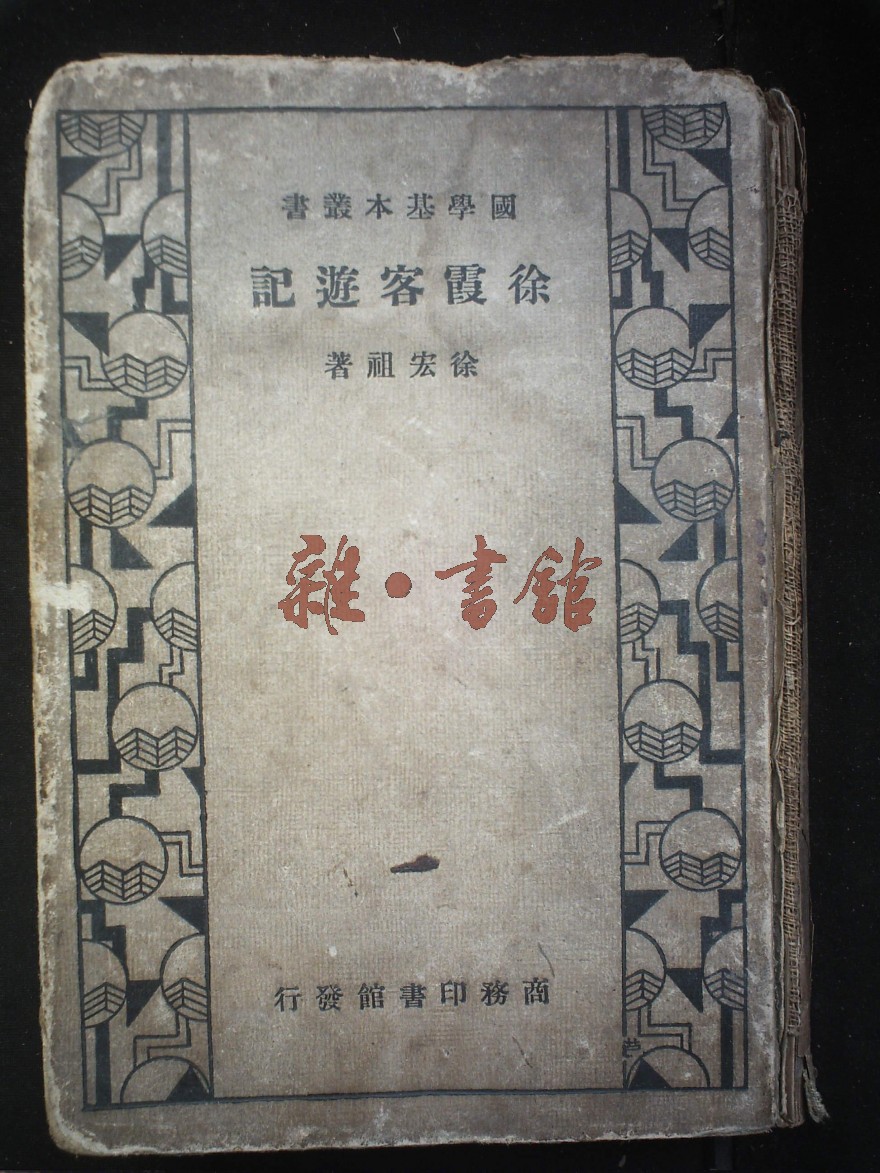 國學基本叢書
徐霞客遊記
徐宏祖著
雜·書館
一
商務印書館發行